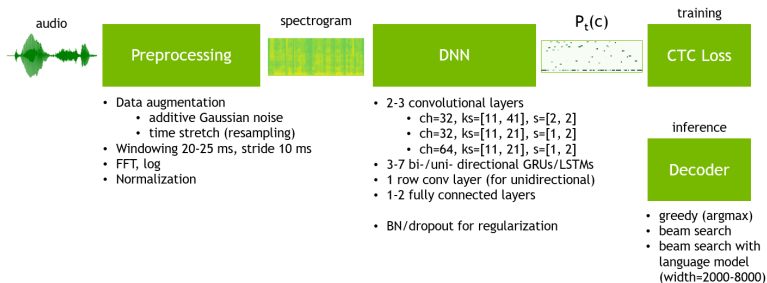 audio
Preprocessing
• Data augmentation
• additive Gaussian noise
• time stretch (resampling)
• Windowing 20-25 ms, stride 10 ms
• FFT, log
• Normalization
spectrogram
DNN
• 2-3 convolutional layers
• ch=32, ks=[11, 41], s=[2, 2]
• ch=32, ks=[11, 21], s=[1, 2]
• ch=64, ks=[11, 21], s=[1, 2]
• 3-7 bi-/uni- directional GRUs/LSTMs
• 1 row conv layer (for unidirectional)
• 1-2 fully connected layers
• BN/dropout for regularization
Pt(c)
training
CTC Loss
inference
Decoder
• greedy (argmax)
• beam search
• beam search with
language model
(width=2000-8000)